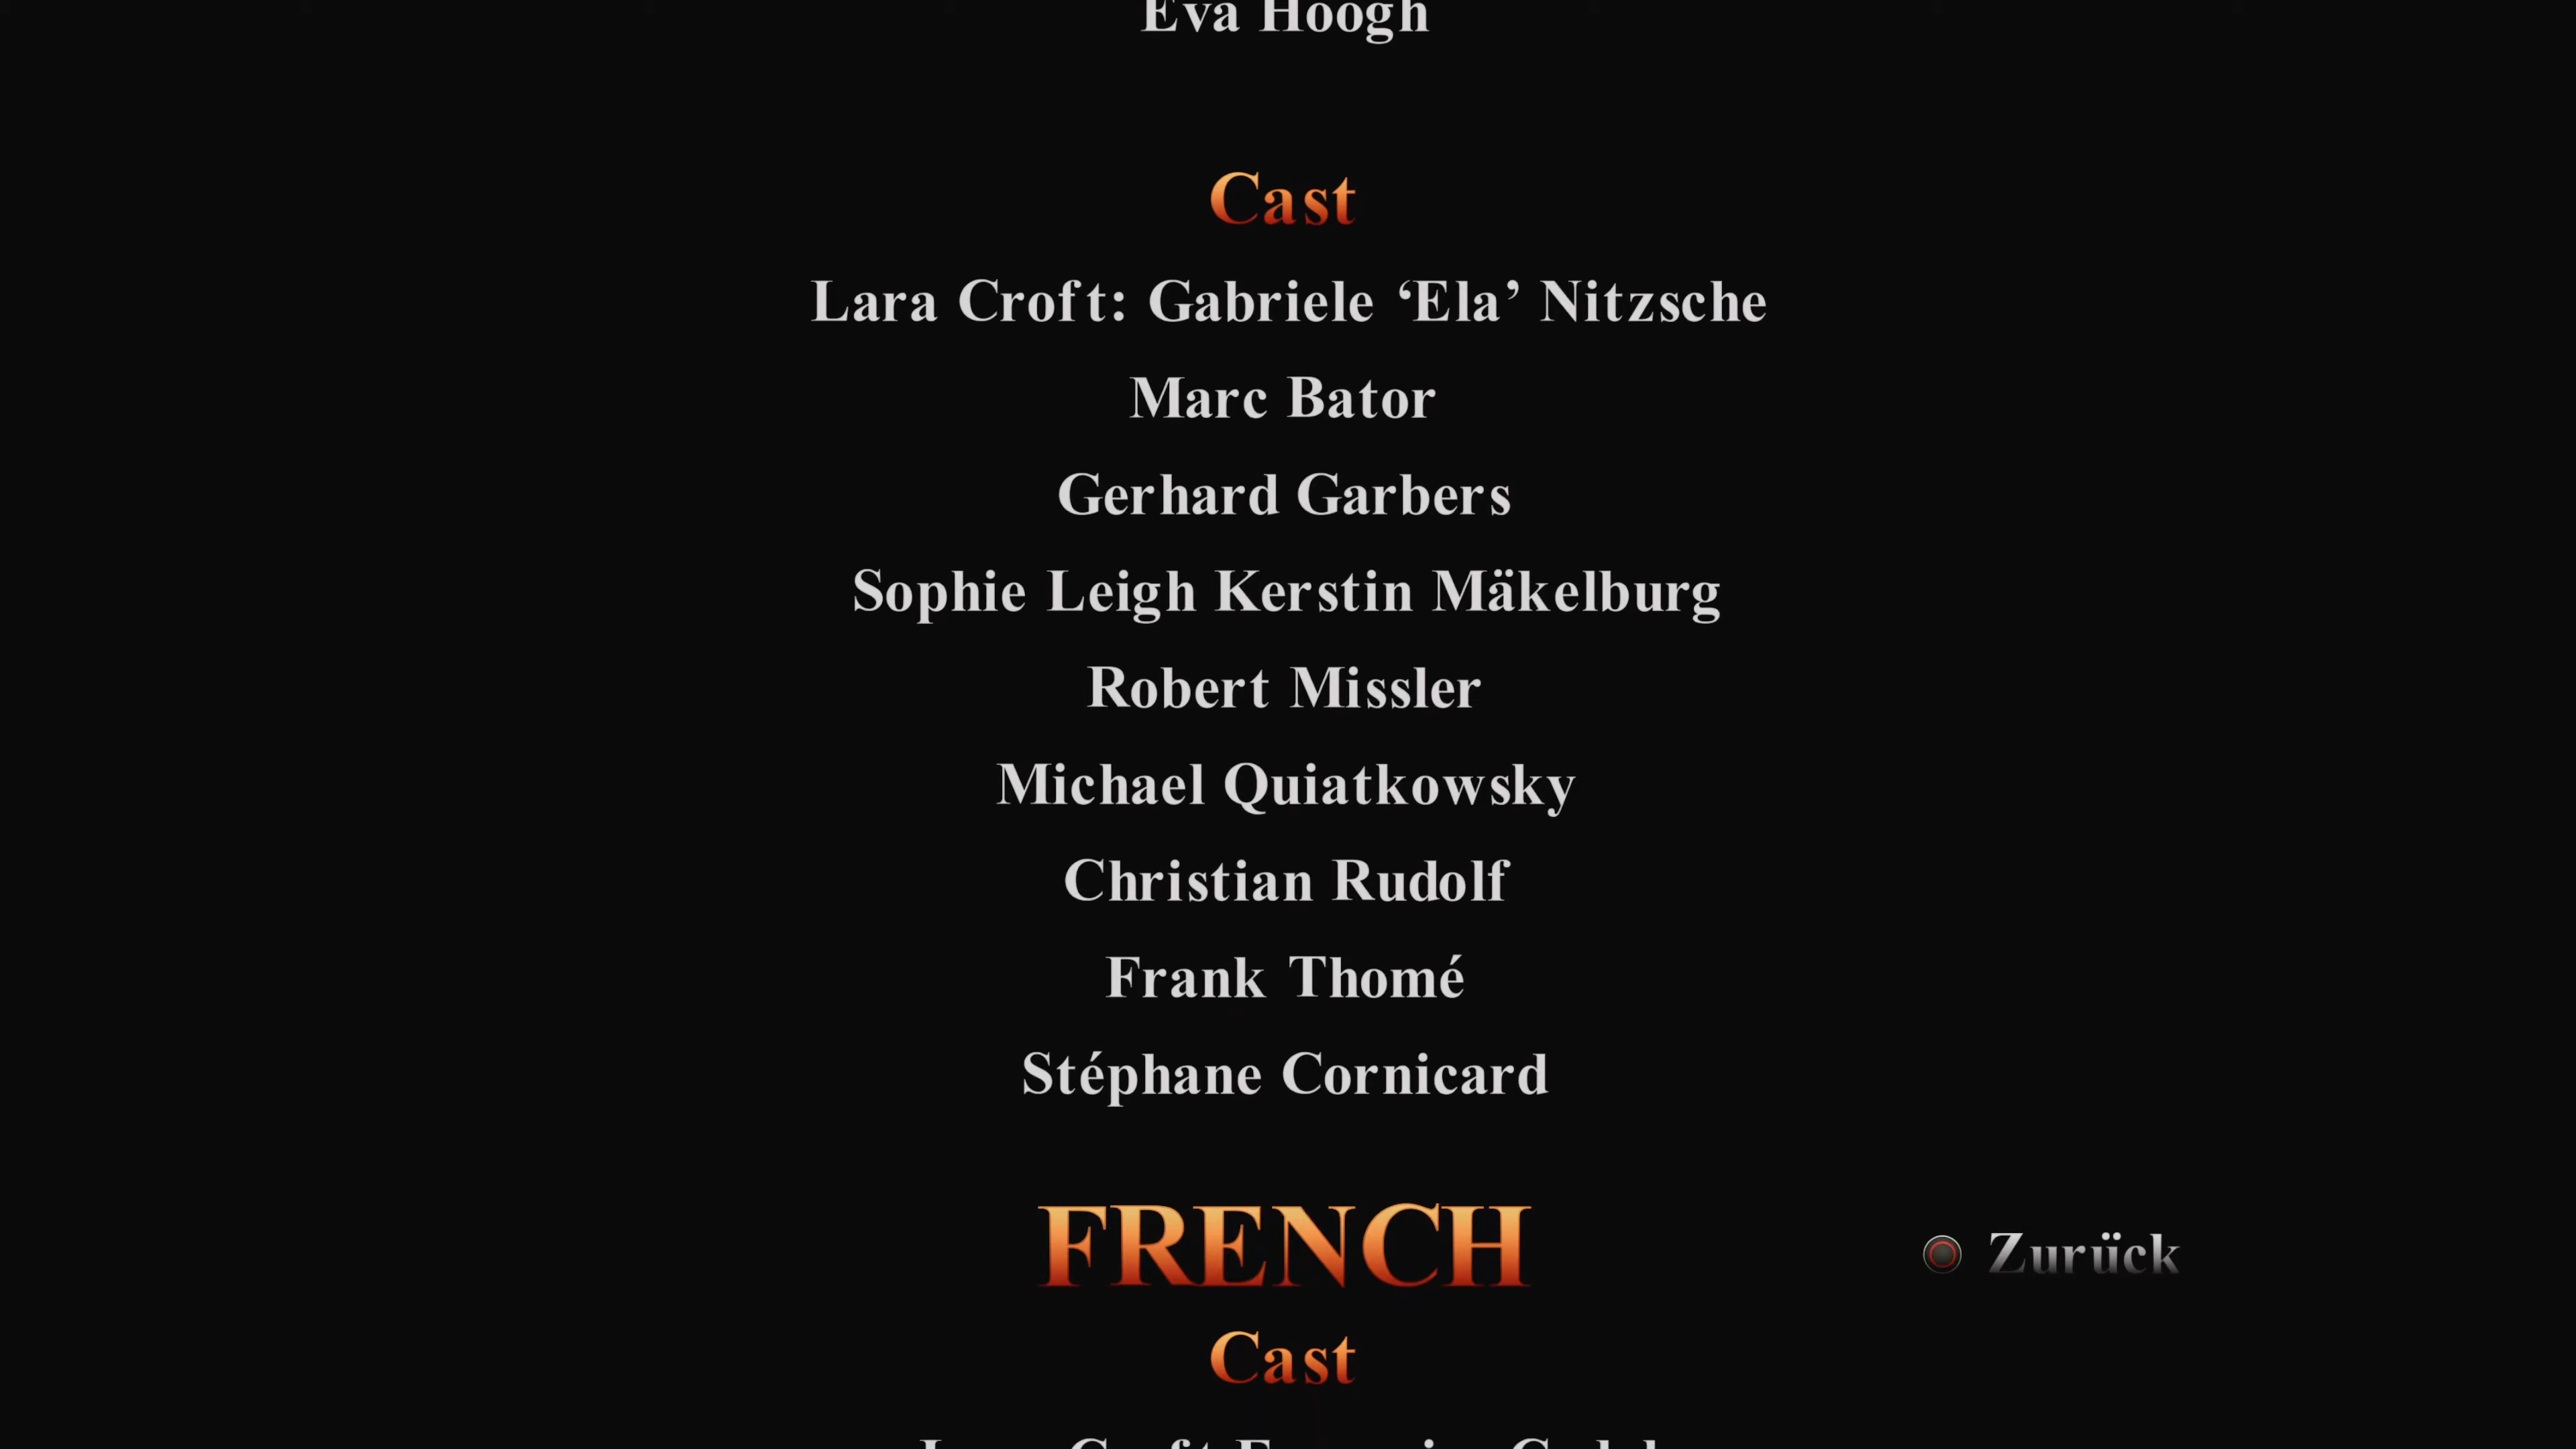 Eva Hoogh
Cast
Lara Croft: Gabriele ‘Ela’ Nitzsche
Marc Bator
Gerhard Garbers
Sophie Leigh Kerstin Mäkelburg
Robert Missler
Michael Quiatkowsky
Christian Rudolf
Frank Thomé
Stéphane Cornicard
FRENCH
Zurück
Cast